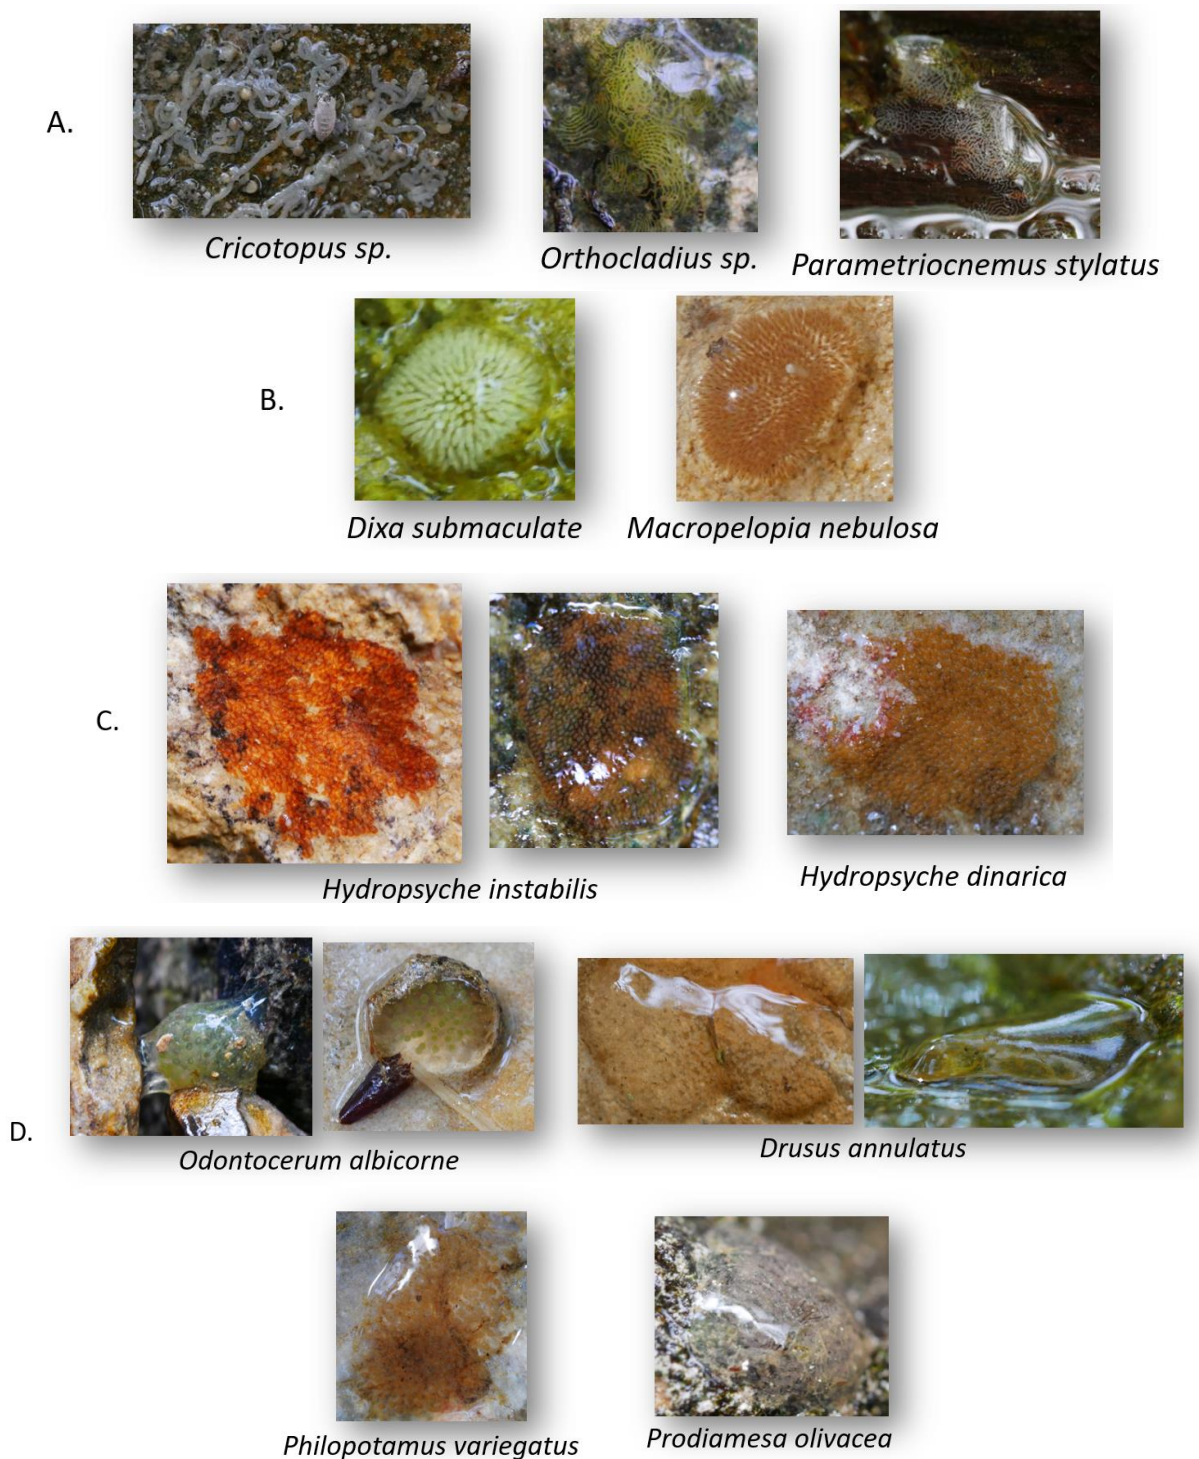 A.
Cricotopus sp.
Orthocladius sp.
Parametriocnemus stylatus
B.
Dixa submaculate
Macropelopia nebulosa
C.
Hydropsyche instabilis
Hydropsyche dinarica
D.
Odontocerum albicorne
Drusus annulatus
Philopotamus variegatus
Prodiamesa olivacea